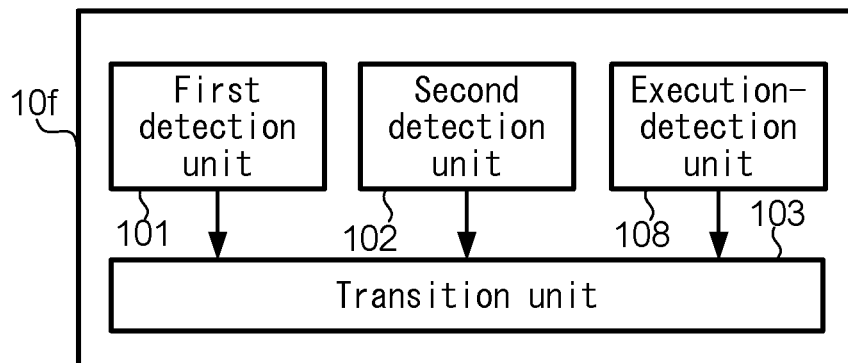 First
detection
unit
Second
detection
unit
Execution-
detection
unit
10f
101
102
108
103
Transition unit